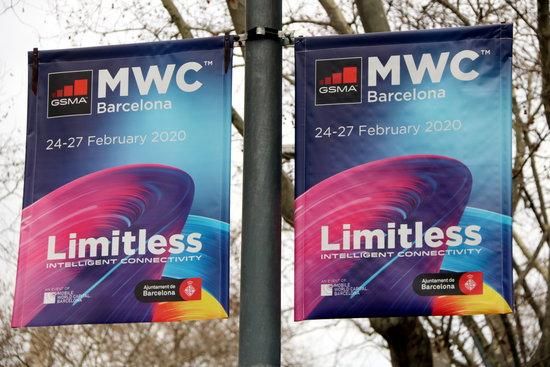 GSMA
MWC™
Barcelona
24-27 February 2020
Limitless
INTELLIGENT CONNECTIVITY
AN EVENT OF
MOBILE
WORLD CAPITAL
BARCELONA
Ajuntament de
Barcelona
GSMA
MWC™
Barcelona
24-27 February 2020
Limitless
INTELLIGENT CONNECTIVITY
AN EVENT OF
MOBILE
WORLD CAPITAL
BARCELONA
Ajuntament de
Barcelona